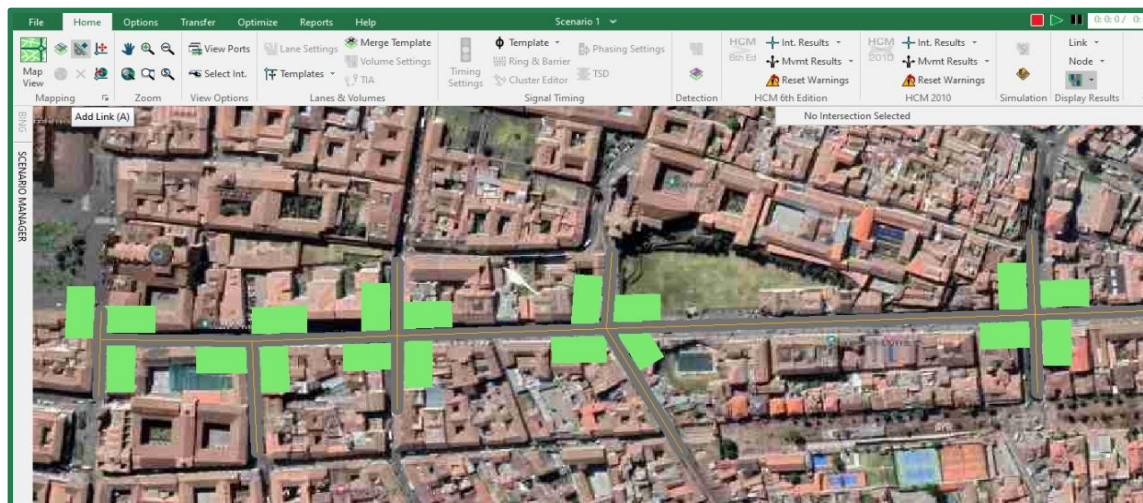 File Home Options Transfer Optimize Reports Help Scenario 1 0: 0: 0 / 0:
View Ports Lane Settings Merge Template Template Phasing Settings HCM 6th Ed Int. Results HCM 2010 Int. Results Link
Map View Volume Settings Timing Settings Ring & Barrier Mvmt Results Mvmt Results Node
Select Int. Templates TIA Cluster Editor TSD Reset Warnings Reset Warnings
Mapping Zoom View Options Lanes & Volumes Signal Timing Detection HCM 6th Edition HCM 2010 Simulation Display Results
BING Add Link (A) No Intersection Selected
SCENARIO MANAGER